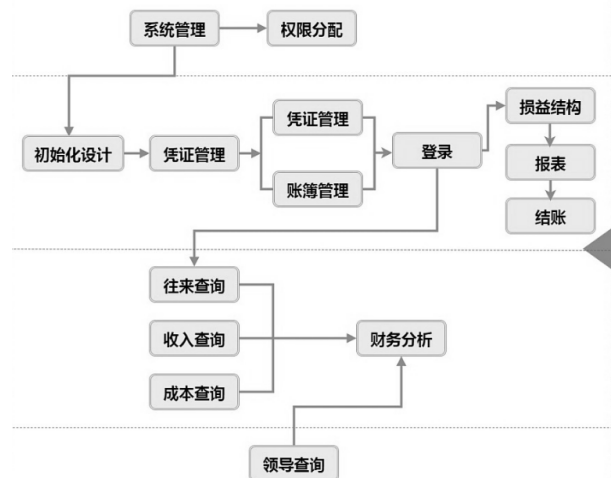 系统管理
权限分配
初始化设计
凭证管理
凭证管理
账簿管理
登录
损益结构
报表
结账
往来查询
收入查询
成本查询
财务分析
领导查询